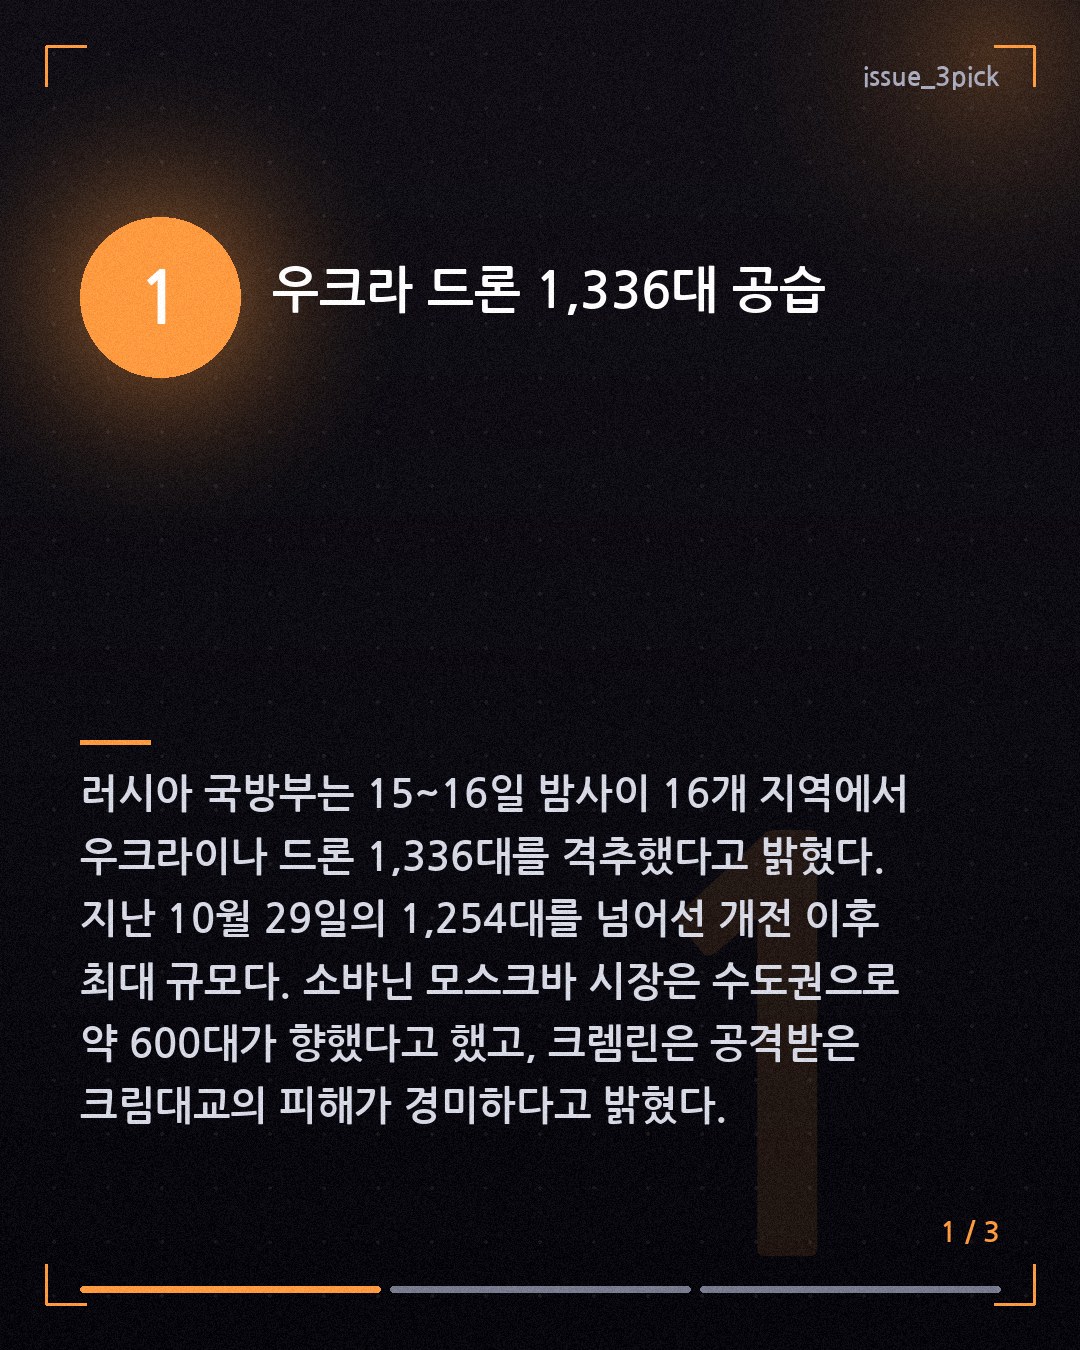 issue_3pick
1
우크라 드론 1,336대 공습
러시아 국방부는 15~16일 밤사이 16개 지역에서
우크라이나 드론 1,336대를 격추했다고 밝혔다.
지난 10월 29일의 1,254대를 넘어선 개전 이후
최대 규모다. 소뱌닌 모스크바 시장은 수도권으로
약 600대가 향했다고 했고, 크렘린은 공격받은
크림대교의 피해가 경미하다고 밝혔다.
1
1 / 3